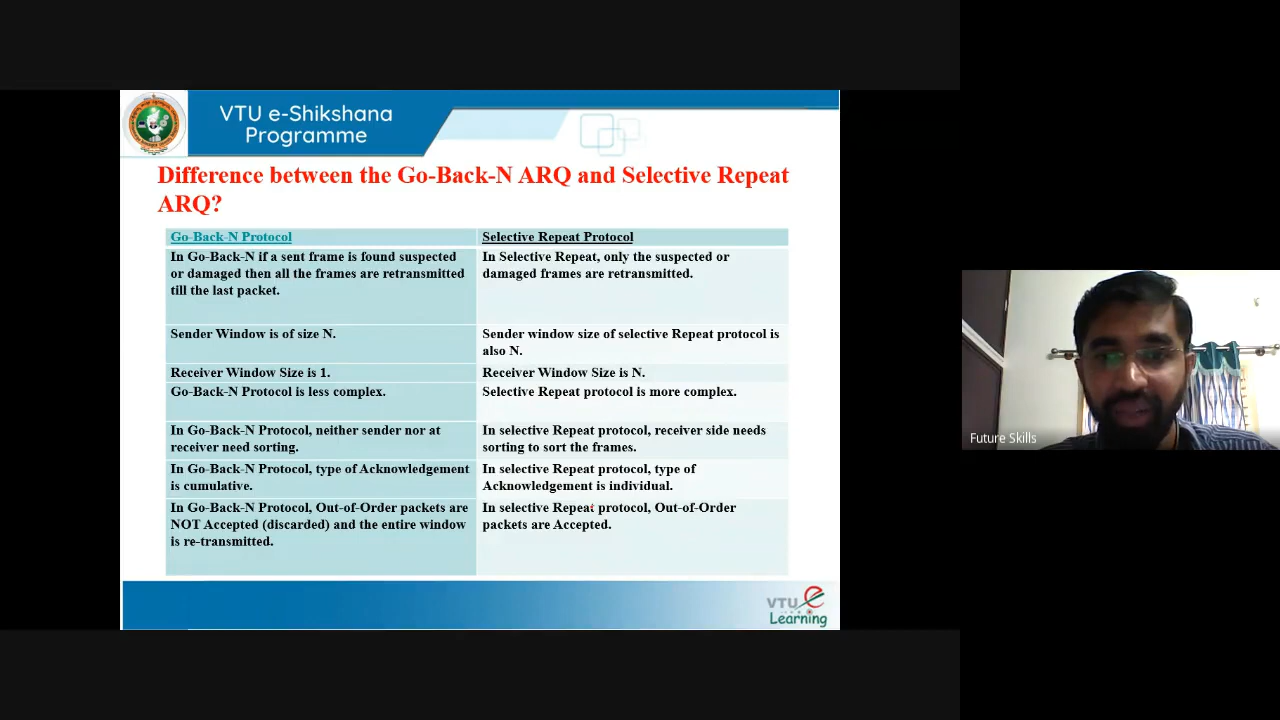 VTU e-Shikshana
Programme
Difference between the Go-Back-N ARQ and Selective Repeat
ARQ?
Go-Back-N Protocol
Selective Repeat Protocol
In Go-Back-N if a sent frame is found suspected
or damaged then all the frames are retransmitted
till the last packet.
In Selective Repeat, only the suspected or
damaged frames are retransmitted.
Sender Window is of size N.
Sender window size of selective Repeat protocol is
also N.
Receiver Window Size is 1.
Receiver Window Size is N.
Go-Back-N Protocol is less complex.
Selective Repeat protocol is more complex.
In Go-Back-N Protocol, neither sender nor at
receiver need sorting.
In selective Repeat protocol, receiver side needs
sorting to sort the frames.
In Go-Back-N Protocol, type of Acknowledgement
is cumulative.
In selective Repeat protocol, type of
Acknowledgement is individual.
In Go-Back-N Protocol, Out-of-Order packets are
NOT Accepted (discarded) and the entire window
is re-transmitted.
In selective Repeat protocol, Out-of-Order
packets are Accepted.
VTU e
Learning
Future Skills